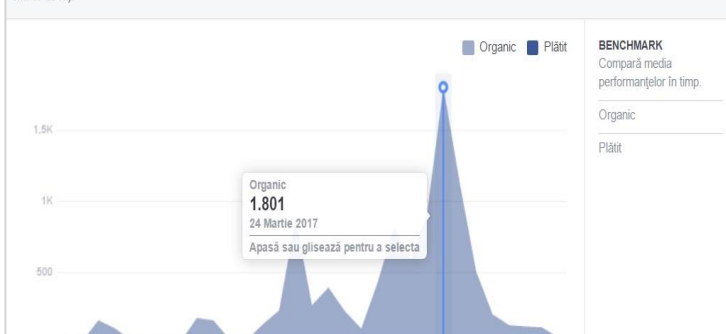 Organic Plătit
BENCHMARK
Compară media
performanțelor în timp.
Organic
Plătit
1,5K
1K
500
Organic
1.801
24 Martie 2017
Apasă sau glisează pentru a selecta